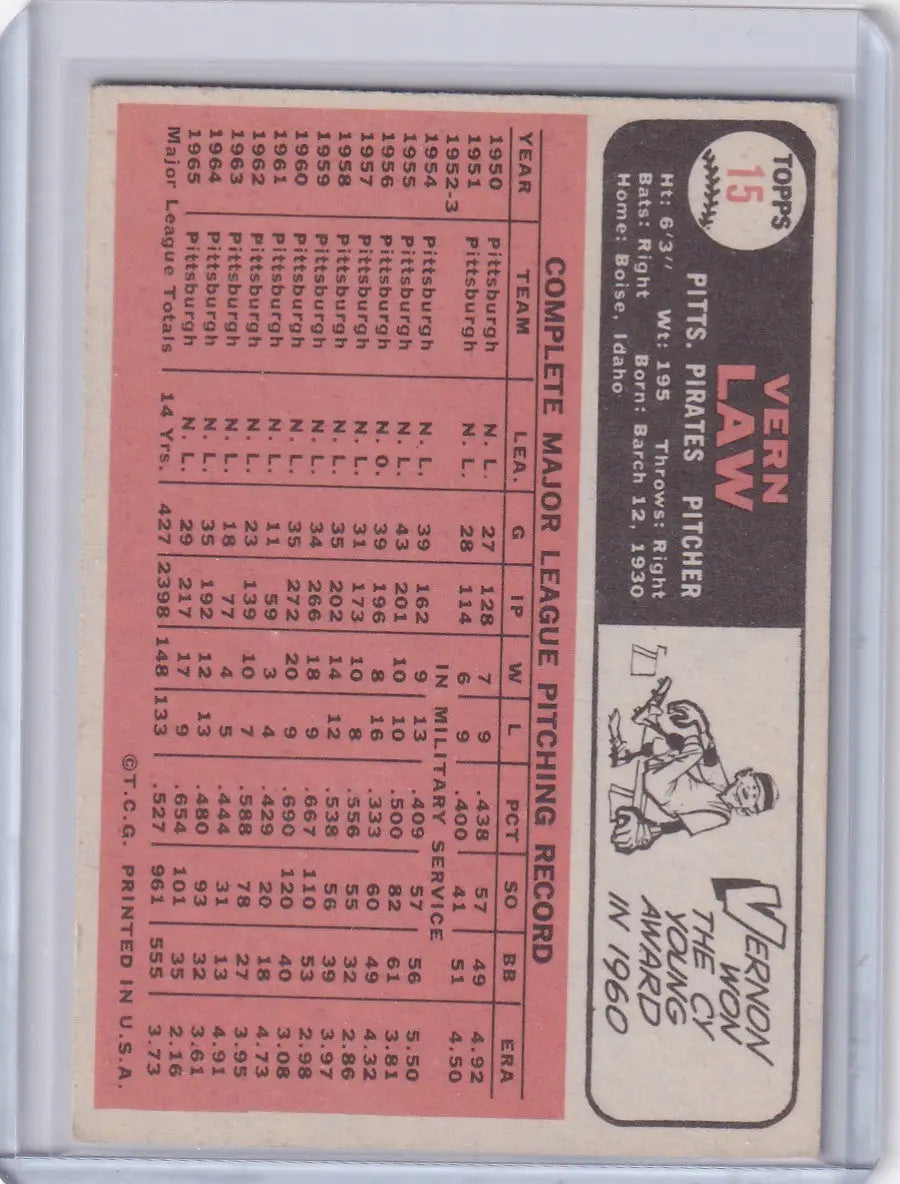 TOPPS
15
VERN
LAW
PITTS. PIRATES PITCHER
Ht: 6'3" Wt: 195 Throws: Right
Bats: Right Born: Barch 12, 1930
Home: Boise, Idaho
VERNON
WON
THE CY
YOUNG
AWARD
IN 1960
COMPLETE MAJOR LEAGUE PITCHING RECORD
YEAR TEAM LEA. G IP W L PCT SO BB ERA
1950 Pittsburgh N. L. 27 128 7 9 .438 57 49 4.92
1951 Pittsburgh N. L. 28 114 6 9 .400 41 51 4.50
1952-3 IN MILITARY SERVICE
1954 Pittsburgh N. L. 39 162 9 13 .409 57 56 5.50
1955 Pittsburgh N. L. 43 201 10 10 .500 82 61 3.81
1956 Pittsburgh N. O. 39 196 8 16 .333 60 49 4.32
1957 Pittsburgh N. L. 31 173 10 8 .556 55 32 2.86
1958 Pittsburgh N. L. 35 202 14 12 .538 56 39 3.97
1959 Pittsburgh N. L. 34 266 18 9 .667 110 53 2.98
1960 Pittsburgh N. L. 35 272 20 9 .690 120 40 3.08
1961 Pittsburgh N. L. 11 59 3 4 .429 20 18 4.73
1962 Pittsburgh N. L. 23 139 10 7 .588 78 27 3.95
1963 Pittsburgh N. L. 18 77 4 5 .444 31 13 4.91
1964 Pittsburgh N. L. 35 192 12 13 .480 93 32 3.61
1965 Pittsburgh N. L. 29 217 17 9 .654 101 35 2.16
Major League Totals 14 Yrs. 427 2398 148 133 .527 961 555 3.73
©T.C.G. PRINTED IN U.S.A.